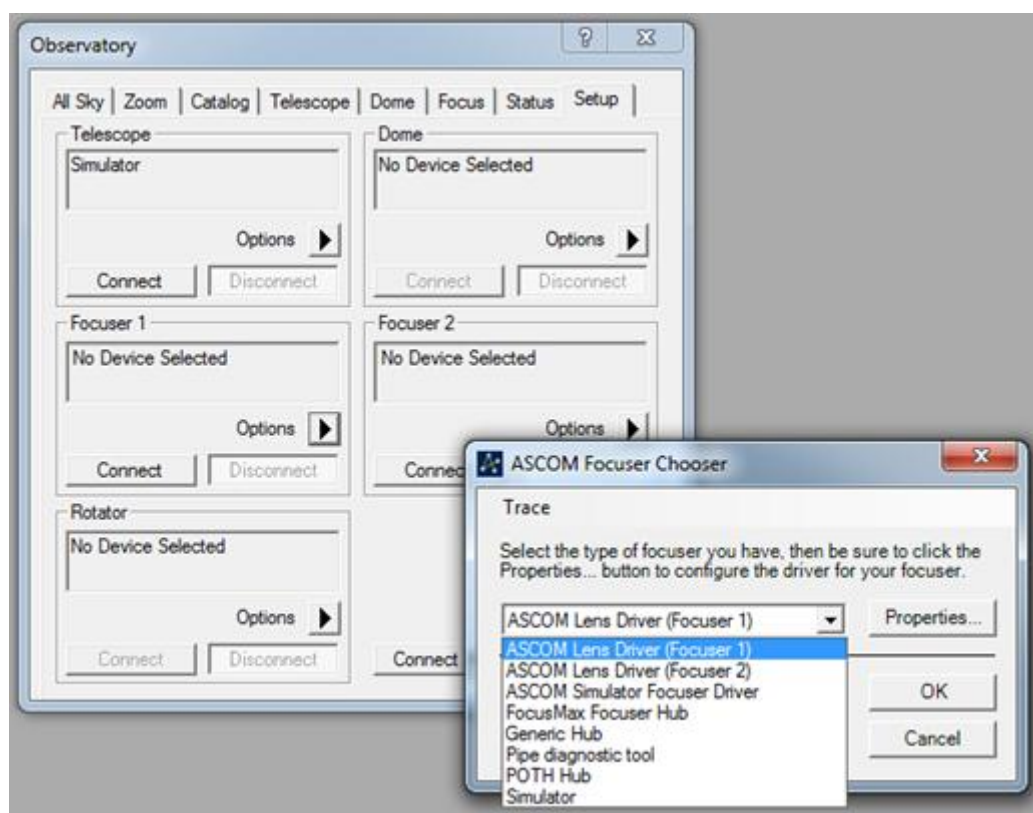 Observatory
All Sky Zoom Catalog Telescope Dome Focus Status Setup
Telescope
Simulator
Options
Connect Disconnect
Dome
No Device Selected
Options
Connect Disconnect
Focuser 1
No Device Selected
Options
Connect Disconnect
Focuser 2
No Device Selected
Options
Connec
Rotator
No Device Selected
Options
Connect Disconnect
Connect
ASCOM Focuser Chooser
Trace
Select the type of focuser you have, then be sure to click the
Properties... button to configure the driver for your focuser.
ASCOM Lens Driver (Focuser 1)
Properties...
ASCOM Lens Driver (Focuser 1)
ASCOM Lens Driver (Focuser 2)
ASCOM Simulator Focuser Driver
FocusMax Focuser Hub
Generic Hub
Pipe diagnostic tool
POTH Hub
Simulator
OK
Cancel